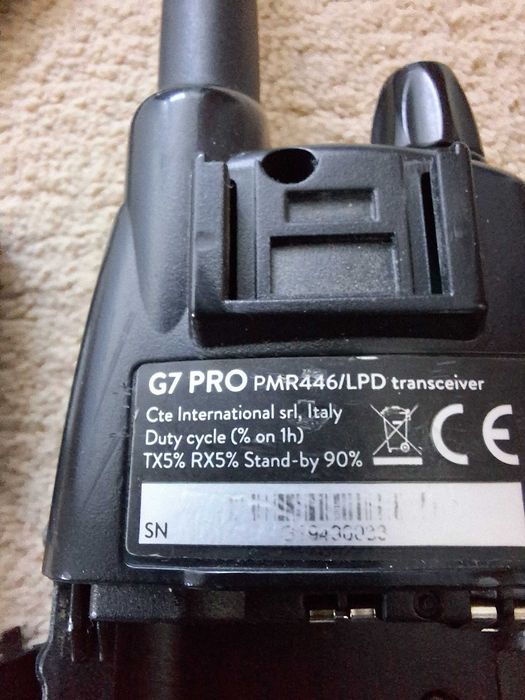 G7 PRO PMR446/LPD transceiver
Cte International srl, Italy
Duty cycle (% on 1h)
TX5% RX5% Stand-by 90%
CE
SN